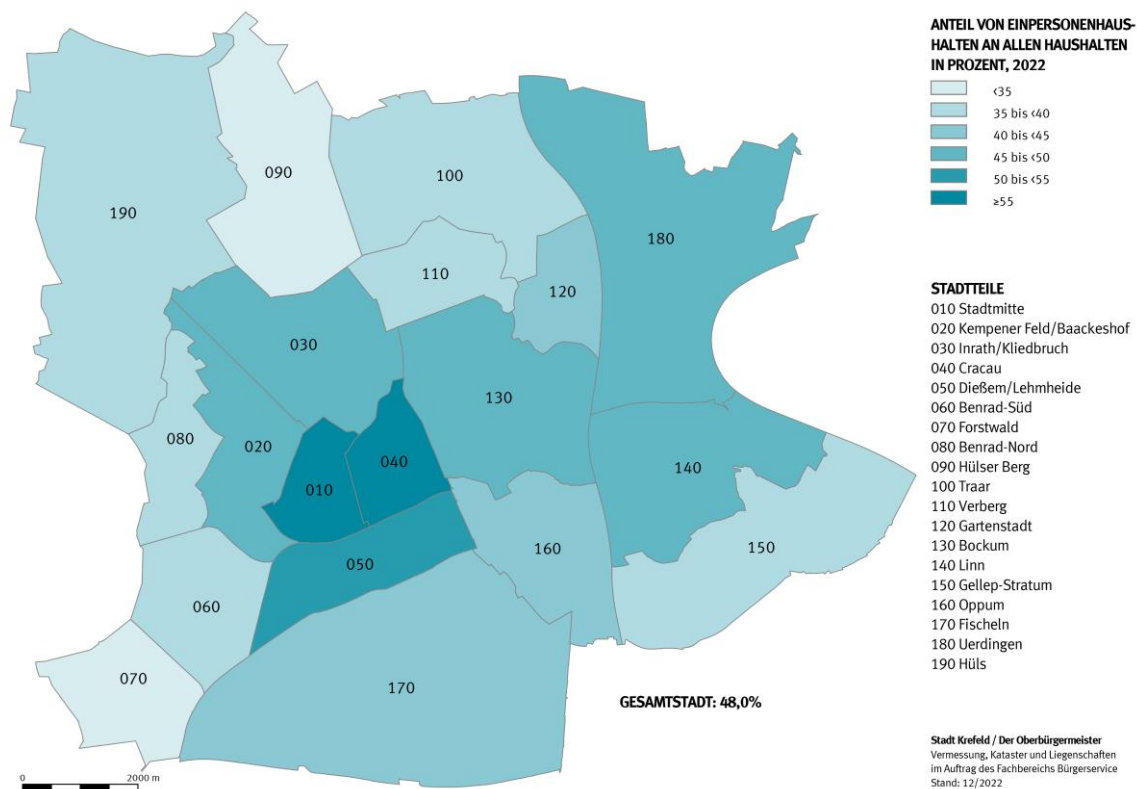 ANTEIL VON EINPERSONENHAUS-
HALTEN AN ALLEN HAUSHALTEN
IN PROZENT, 2022
<35
35 bis <40
40 bis <45
45 bis <50
50 bis <55
≥55
090
100
190
180
110
120
030
130
080
020
040
010
140
050
160
150
060
070
170
STADTTEILE
010 Stadtmitte
020 Kempener Feld/Baackeshof
030 Inrath/Kliedbruch
040 Cracau
050 Dießem/Lehmheide
060 Benrad-Süd
070 Forstwald
080 Benrad-Nord
090 Hülser Berg
100 Traar
110 Verberg
120 Gartenstadt
130 Bockum
140 Linn
150 Gellep-Stratum
160 Oppum
170 Fischeln
180 Uerdingen
190 Hüls
GESAMTSTADT: 48,0%
Stadt Krefeld / Der Oberbürgermeister
Vermessung, Kataster und Liegenschaften
im Auftrag des Fachbereichs Bürgerservice
Stand: 12/2022
0 2000 m